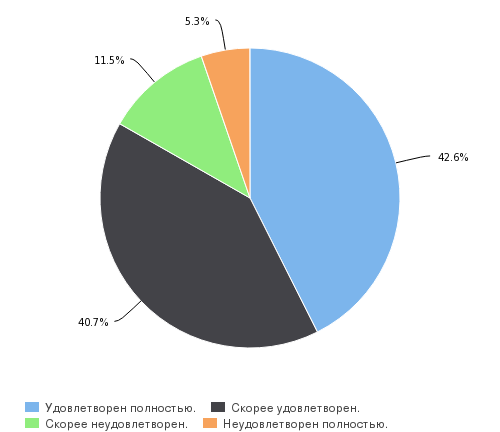 5.3%
11.5%
42.6%
40.7%
Удовлетворен полностью. Скорее удовлетворен.
Скорее неудовлетворен. Неудовлетворен полностью.